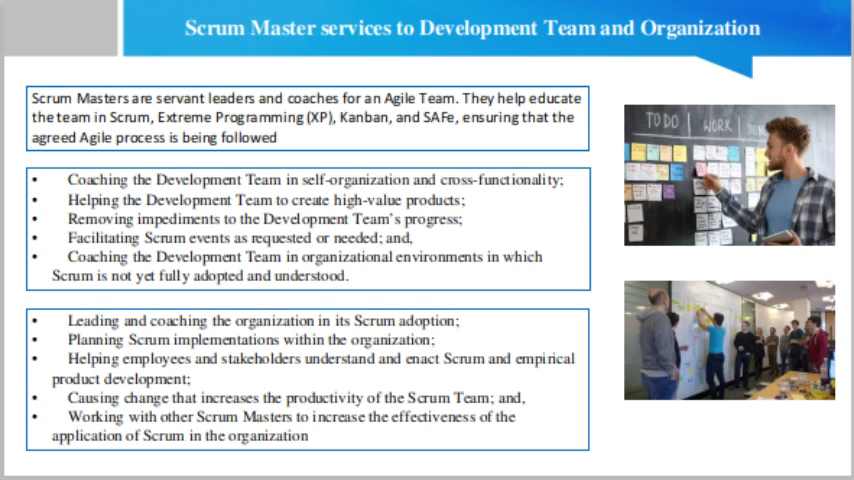 Scrum Master services to Development Team and Organization
Scrum Masters are servant leaders and coaches for an Agile Team. They help educate
the team in Scrum, Extreme Programming (XP), Kanban, and SAFe, ensuring that the
agreed Agile process is being followed
• Coaching the Development Team in self-organization and cross-functionality;
• Helping the Development Team to create high-value products;
• Removing impediments to the Development Team's progress;
• Facilitating Scrum events as requested or needed; and,
• Coaching the Development Team in organizational environments in which
Scrum is not yet fully adopted and understood.
• Leading and coaching the organization in its Scrum adoption;
• Planning Scrum implementations within the organization;
• Helping employees and stakeholders understand and enact Scrum and empirical
product development;
• Causing change that increases the productivity of the Scrum Team; and,
• Working with other Scrum Masters to increase the effectiveness of the
application of Scrum in the organization
TO DO WORK